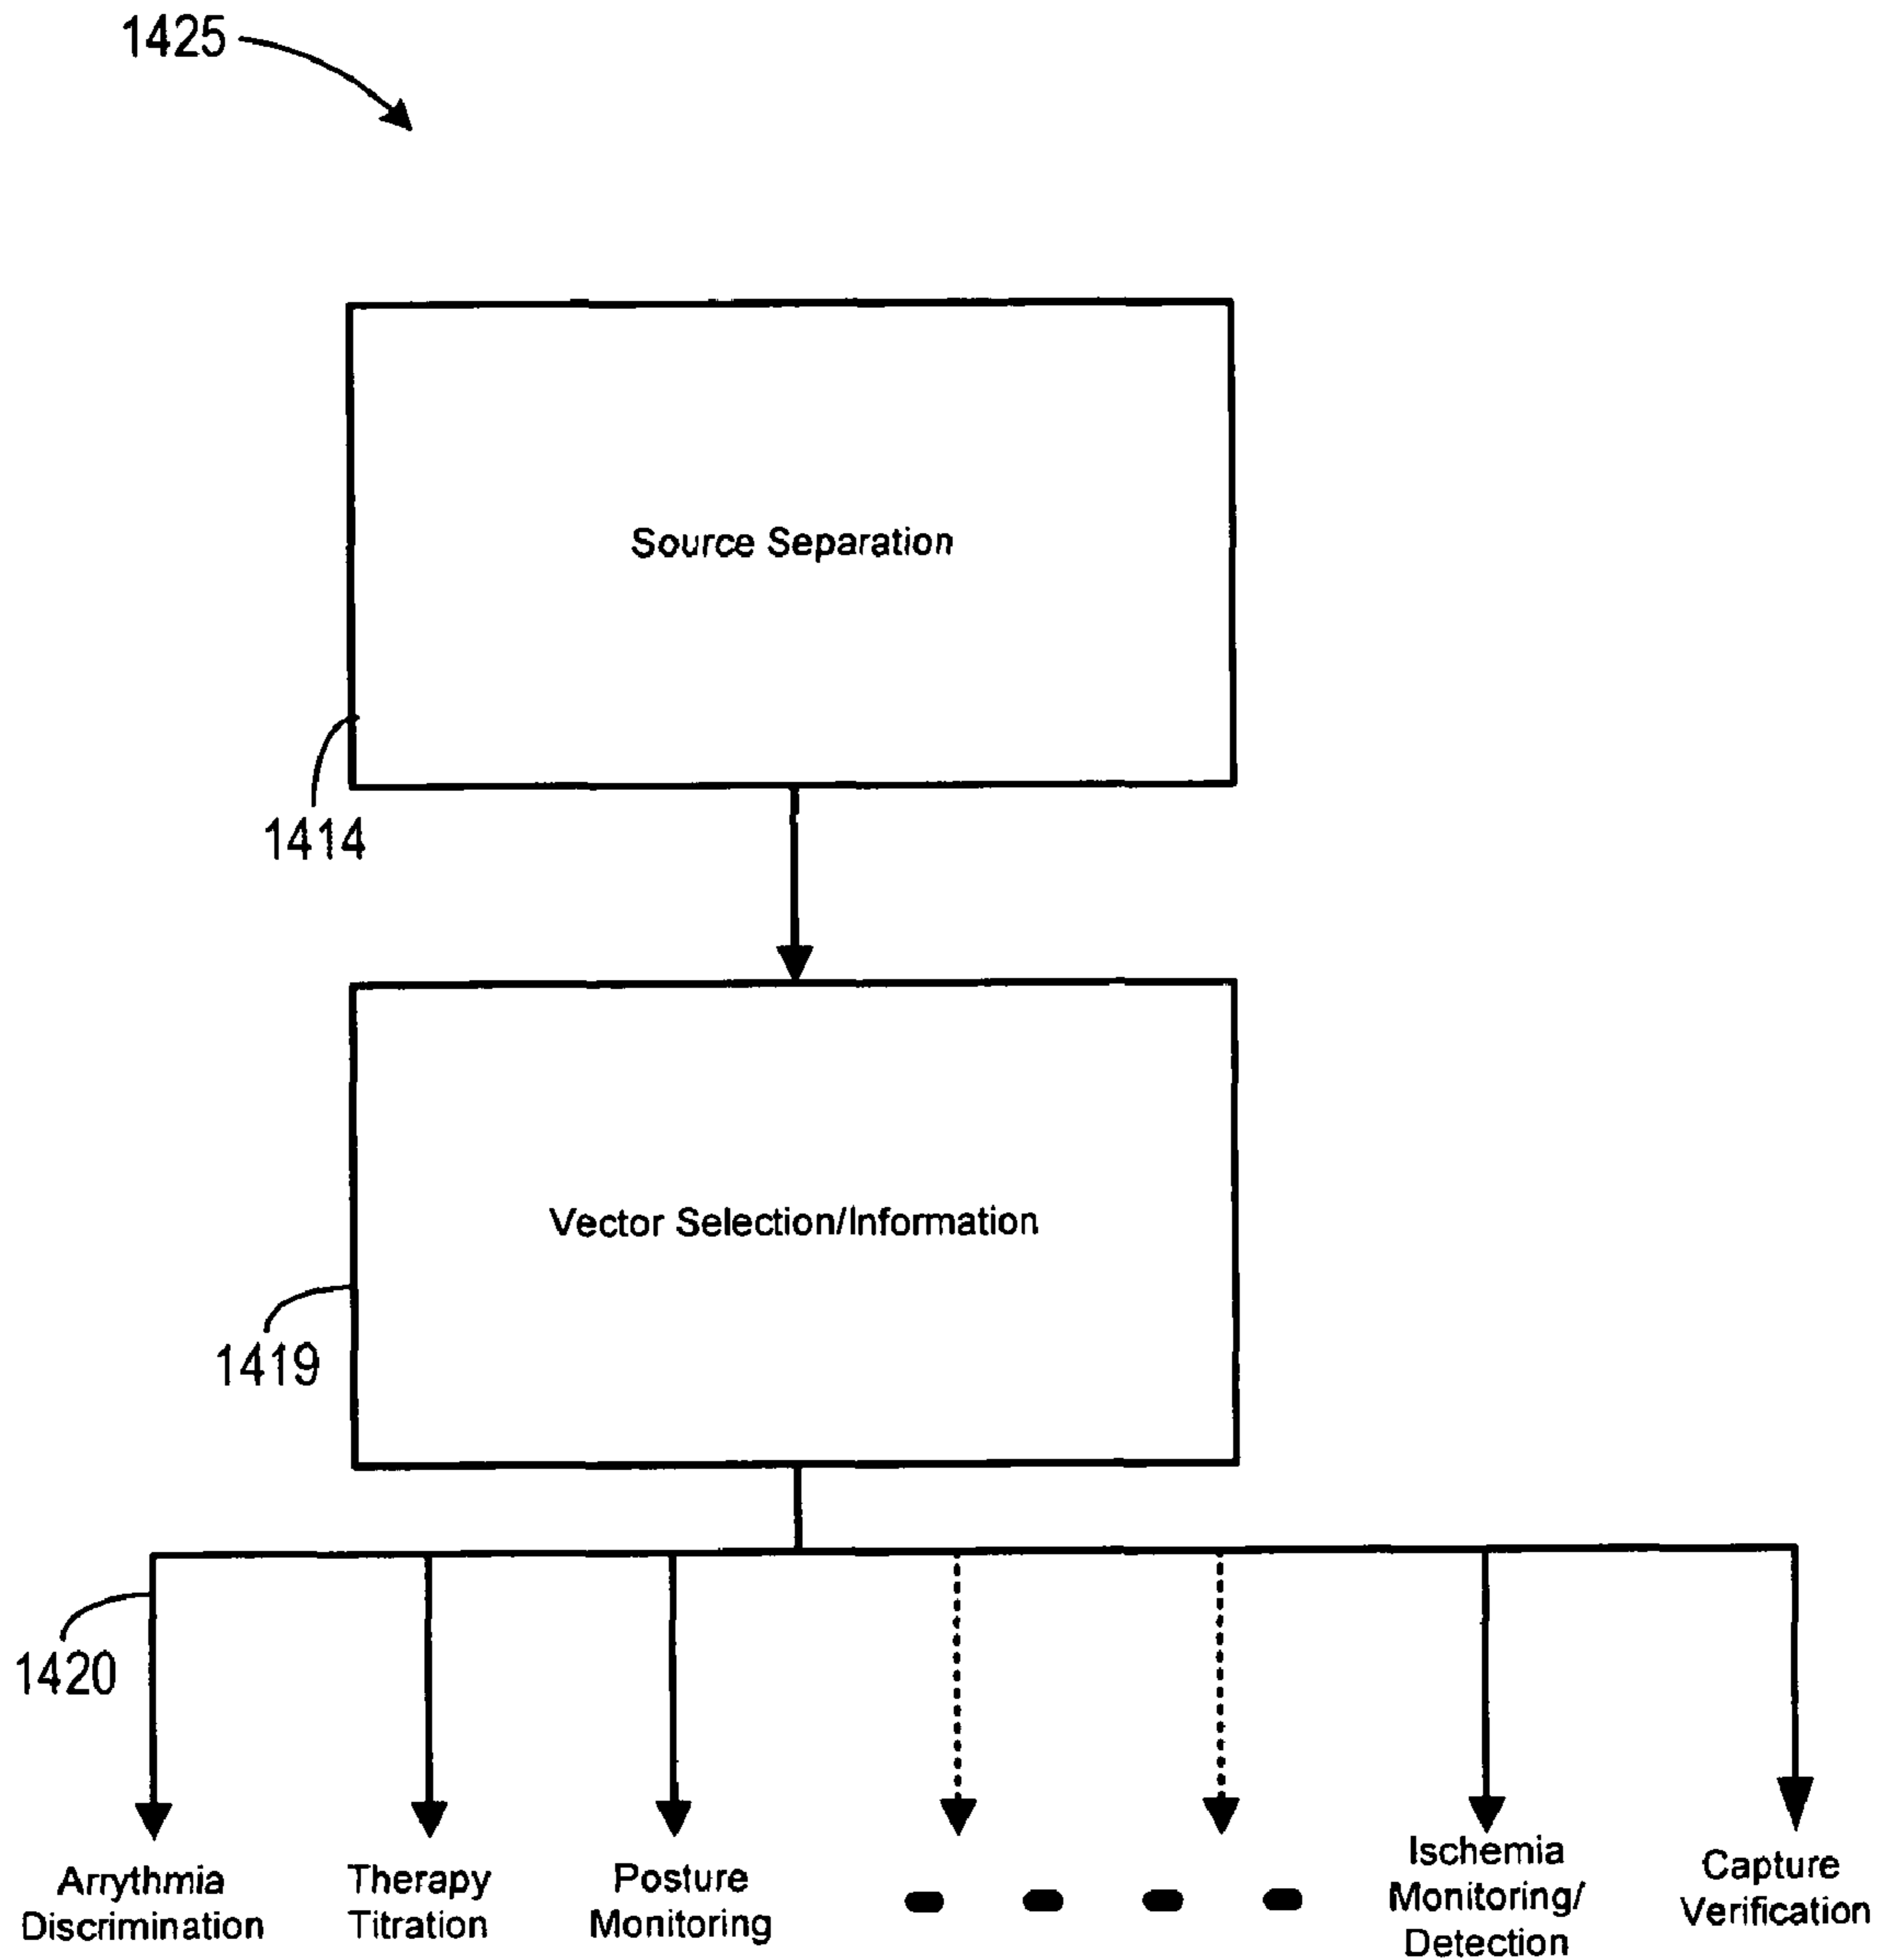 1425
Source Separation
1414
Vector Selection/Information
1419
1420
Arrythmia
Discrimination
Therapy
Titration
Posture
Monitoring
Ischemia
Monitoring/
Detection
Capture
Verification